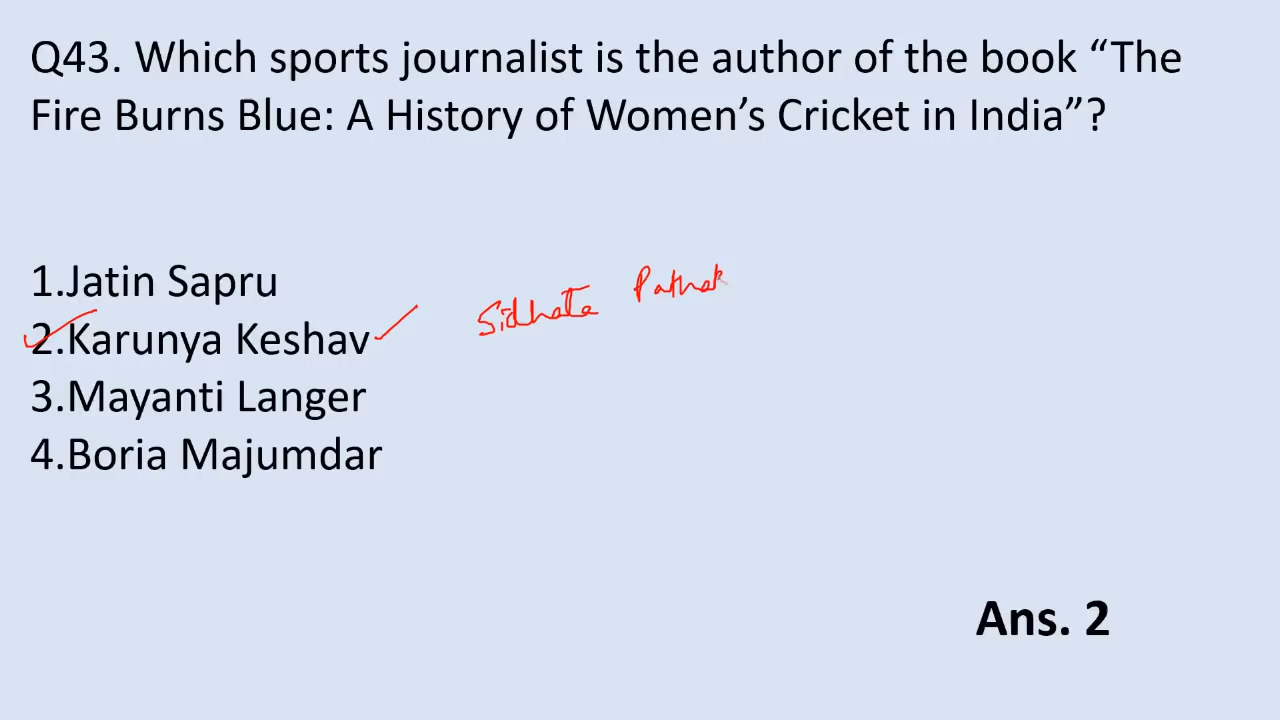 Q43. Which sports journalist is the author of the book “The
Fire Burns Blue: A History of Women’s Cricket in India”?
1.Jatin Sapru
2.Karunya Keshav
Sidhata Pathak
3.Mayanti Langer
4.Boria Majumdar
Ans. 2